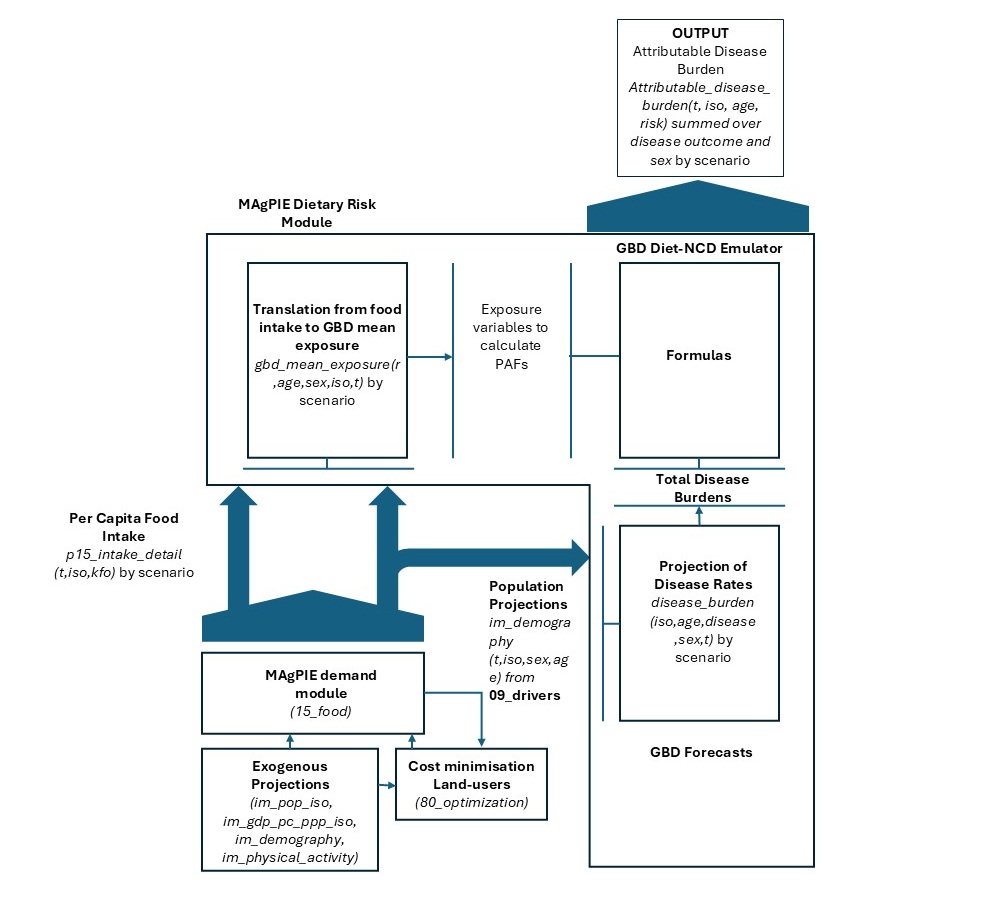 OUTPUT
Attributable Disease
Burden
Attributable_disease_
burden(t, iso, age,
risk) summed over
disease outcome and
sex by scenario
MAgPIE Dietary Risk
Module
GBD Diet-NCD Emulator
Translation from food
intake to GBD mean
exposure
gbd_mean_exposure(r
,age,sex,iso,t) by
scenario
Exposure
variables to
calculate
PAFs
Formulas
Total Disease
Burdens
Per Capita Food
Intake
p15_intake_detail
(t,iso,kfo) by scenario
Population
Projections
im_demogra
phy
(t,iso,sex,ag
e) from
09_drivers
Projection of
Disease Rates
disease_burden
(iso,age,disease
,sex,t) by
scenario
GBD Forecasts
MAgPIE demand
module
(15_food)
Exogenous
Projections
(im_pop_iso,
im_gdp_pc_ppp_iso,
im_demography,
im_physical_activity)
Cost minimisation
Land-users
(80_optimization)